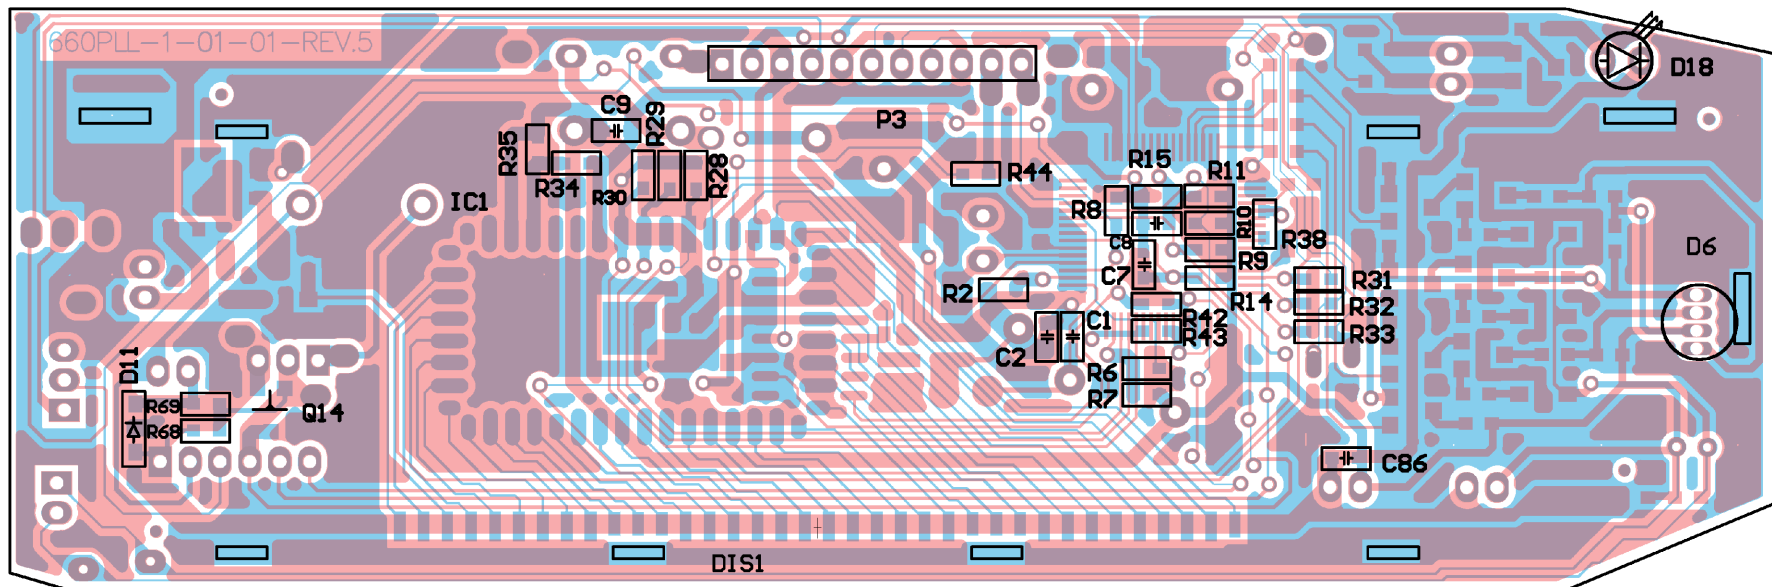 660PLL-1-01-01-REV.5
D18
C9
R29
P3
R35
R34
R30
R28
R44
R15
R11
IC1
R8
R10
R38
D6
C8
R9
C7
R2
R14
R31
R32
R33
C1
R42
R43
C2
D11
R6
R7
R69
R68
Q14
C86
DIS1